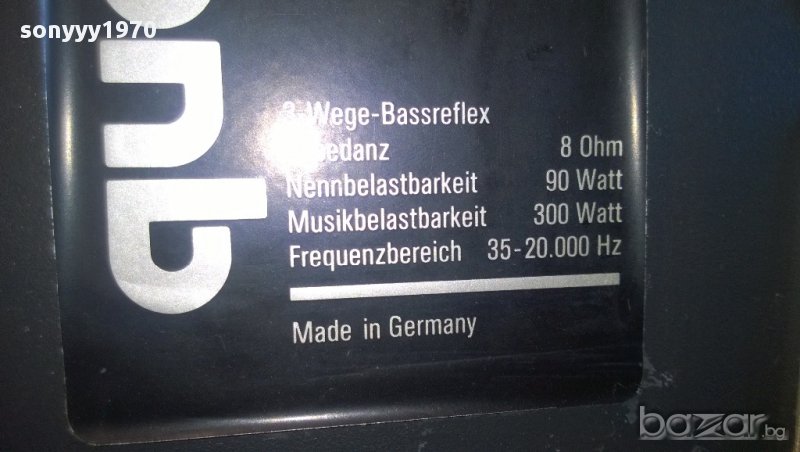 sonyyy1970
3-Wege-Bassreflex
8 Ohm
Nennbelastbarkeit 90 Watt
Musikbelastbarkeit 300 Watt
Frequenzbereich 35-20.000 Hz
Made in Germany
bazar.bg